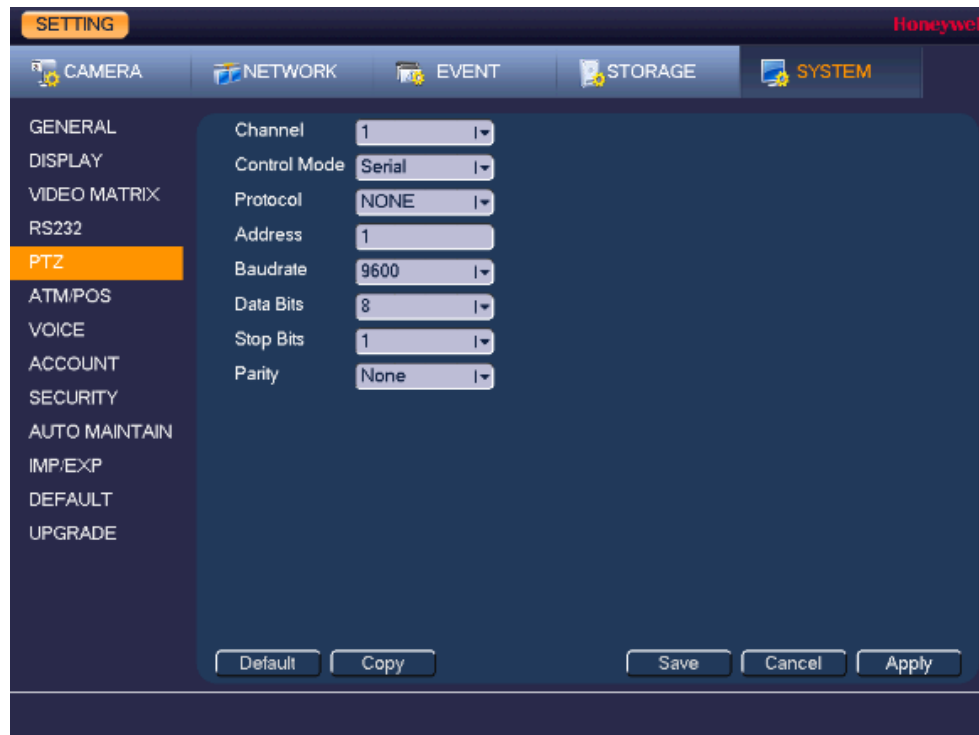 SETTING
Honeywel
CAMERA NETWORK EVENT STORAGE SYSTEM
GENERAL
DISPLAY
VIDEO MATRIX
RS232
PTZ
ATM/POS
VOICE
ACCOUNT
SECURITY
AUTO MAINTAIN
IMP/EXP
DEFAULT
UPGRADE
Channel 1
Control Mode Serial
Protocol NONE
Address 1
Baudrate 9600
Data Bits 8
Stop Bits 1
Parity None
Default Copy Save Cancel Apply